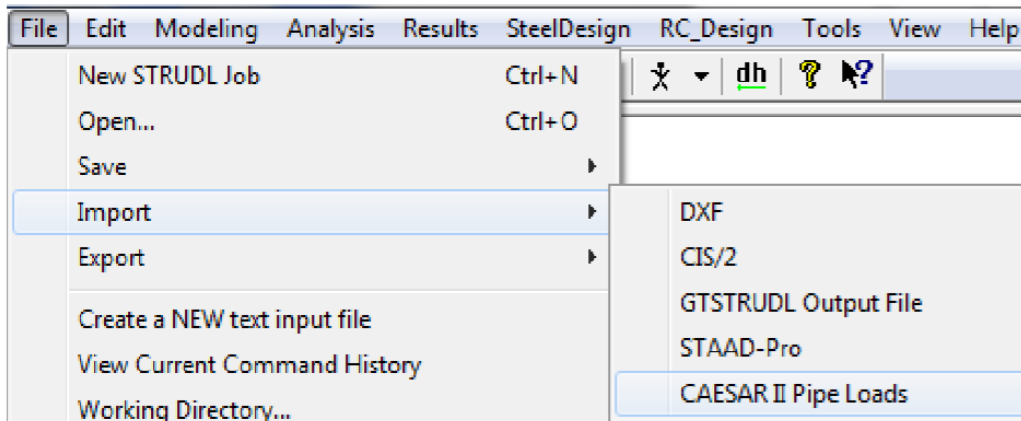 File Edit Modeling Analysis Results SteelDesign RC_Design Tools View Help
dh ? ?
New STRUDL Job Ctrl+N
Open... Ctrl+O
Save
Import
Export
Create a NEW text input file
View Current Command History
Working Directory...
DXF
CIS/2
GTSTRUDL Output File
STAAD-Pro
CAESAR II Pipe Loads